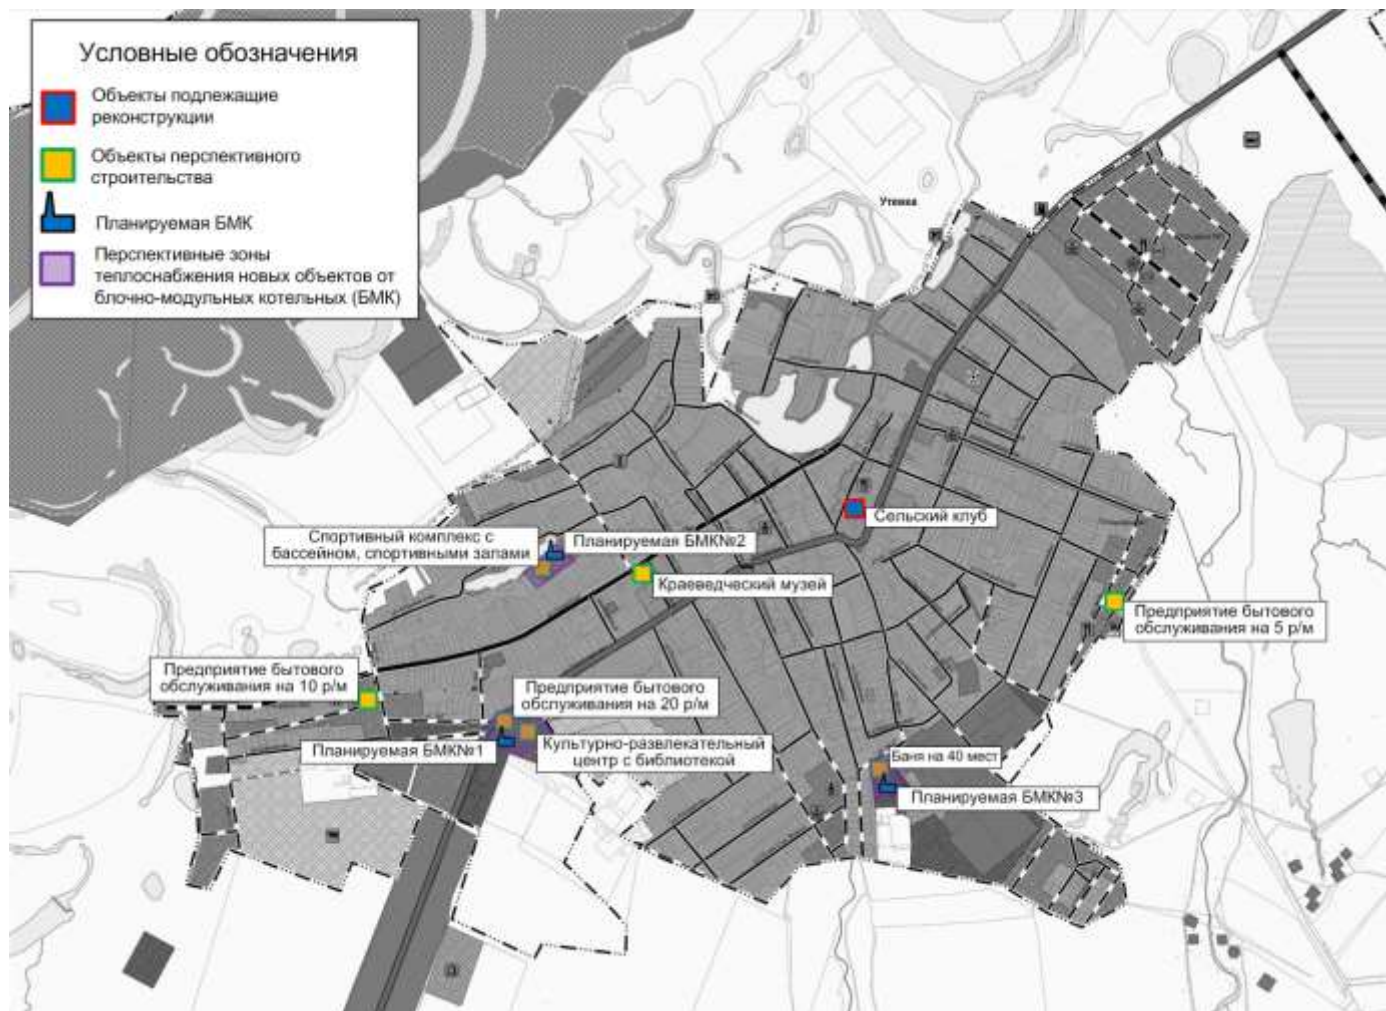 Условные обозначения
Объекты подлежащие
реконструкции
Объекты перспективного
строительства
Планируемая БМК
Перспективные зоны
теплоснабжения новых объектов от
блочно-модульных котельных (БМК)
Утевка
Сельский клуб
Спортивный комплекс с
бассейном, спортивными залами
Планируемая БМК№2
Краеведческий музей
Предприятие бытового
обслуживания на 5 р/м
Предприятие бытового
обслуживания на 10 р/м
Предприятие бытового
обслуживания на 20 р/м
Планируемая БМК№1
Культурно-развлекательный
центр с библиотекой
Баня на 40 мест
Планируемая БМК№3